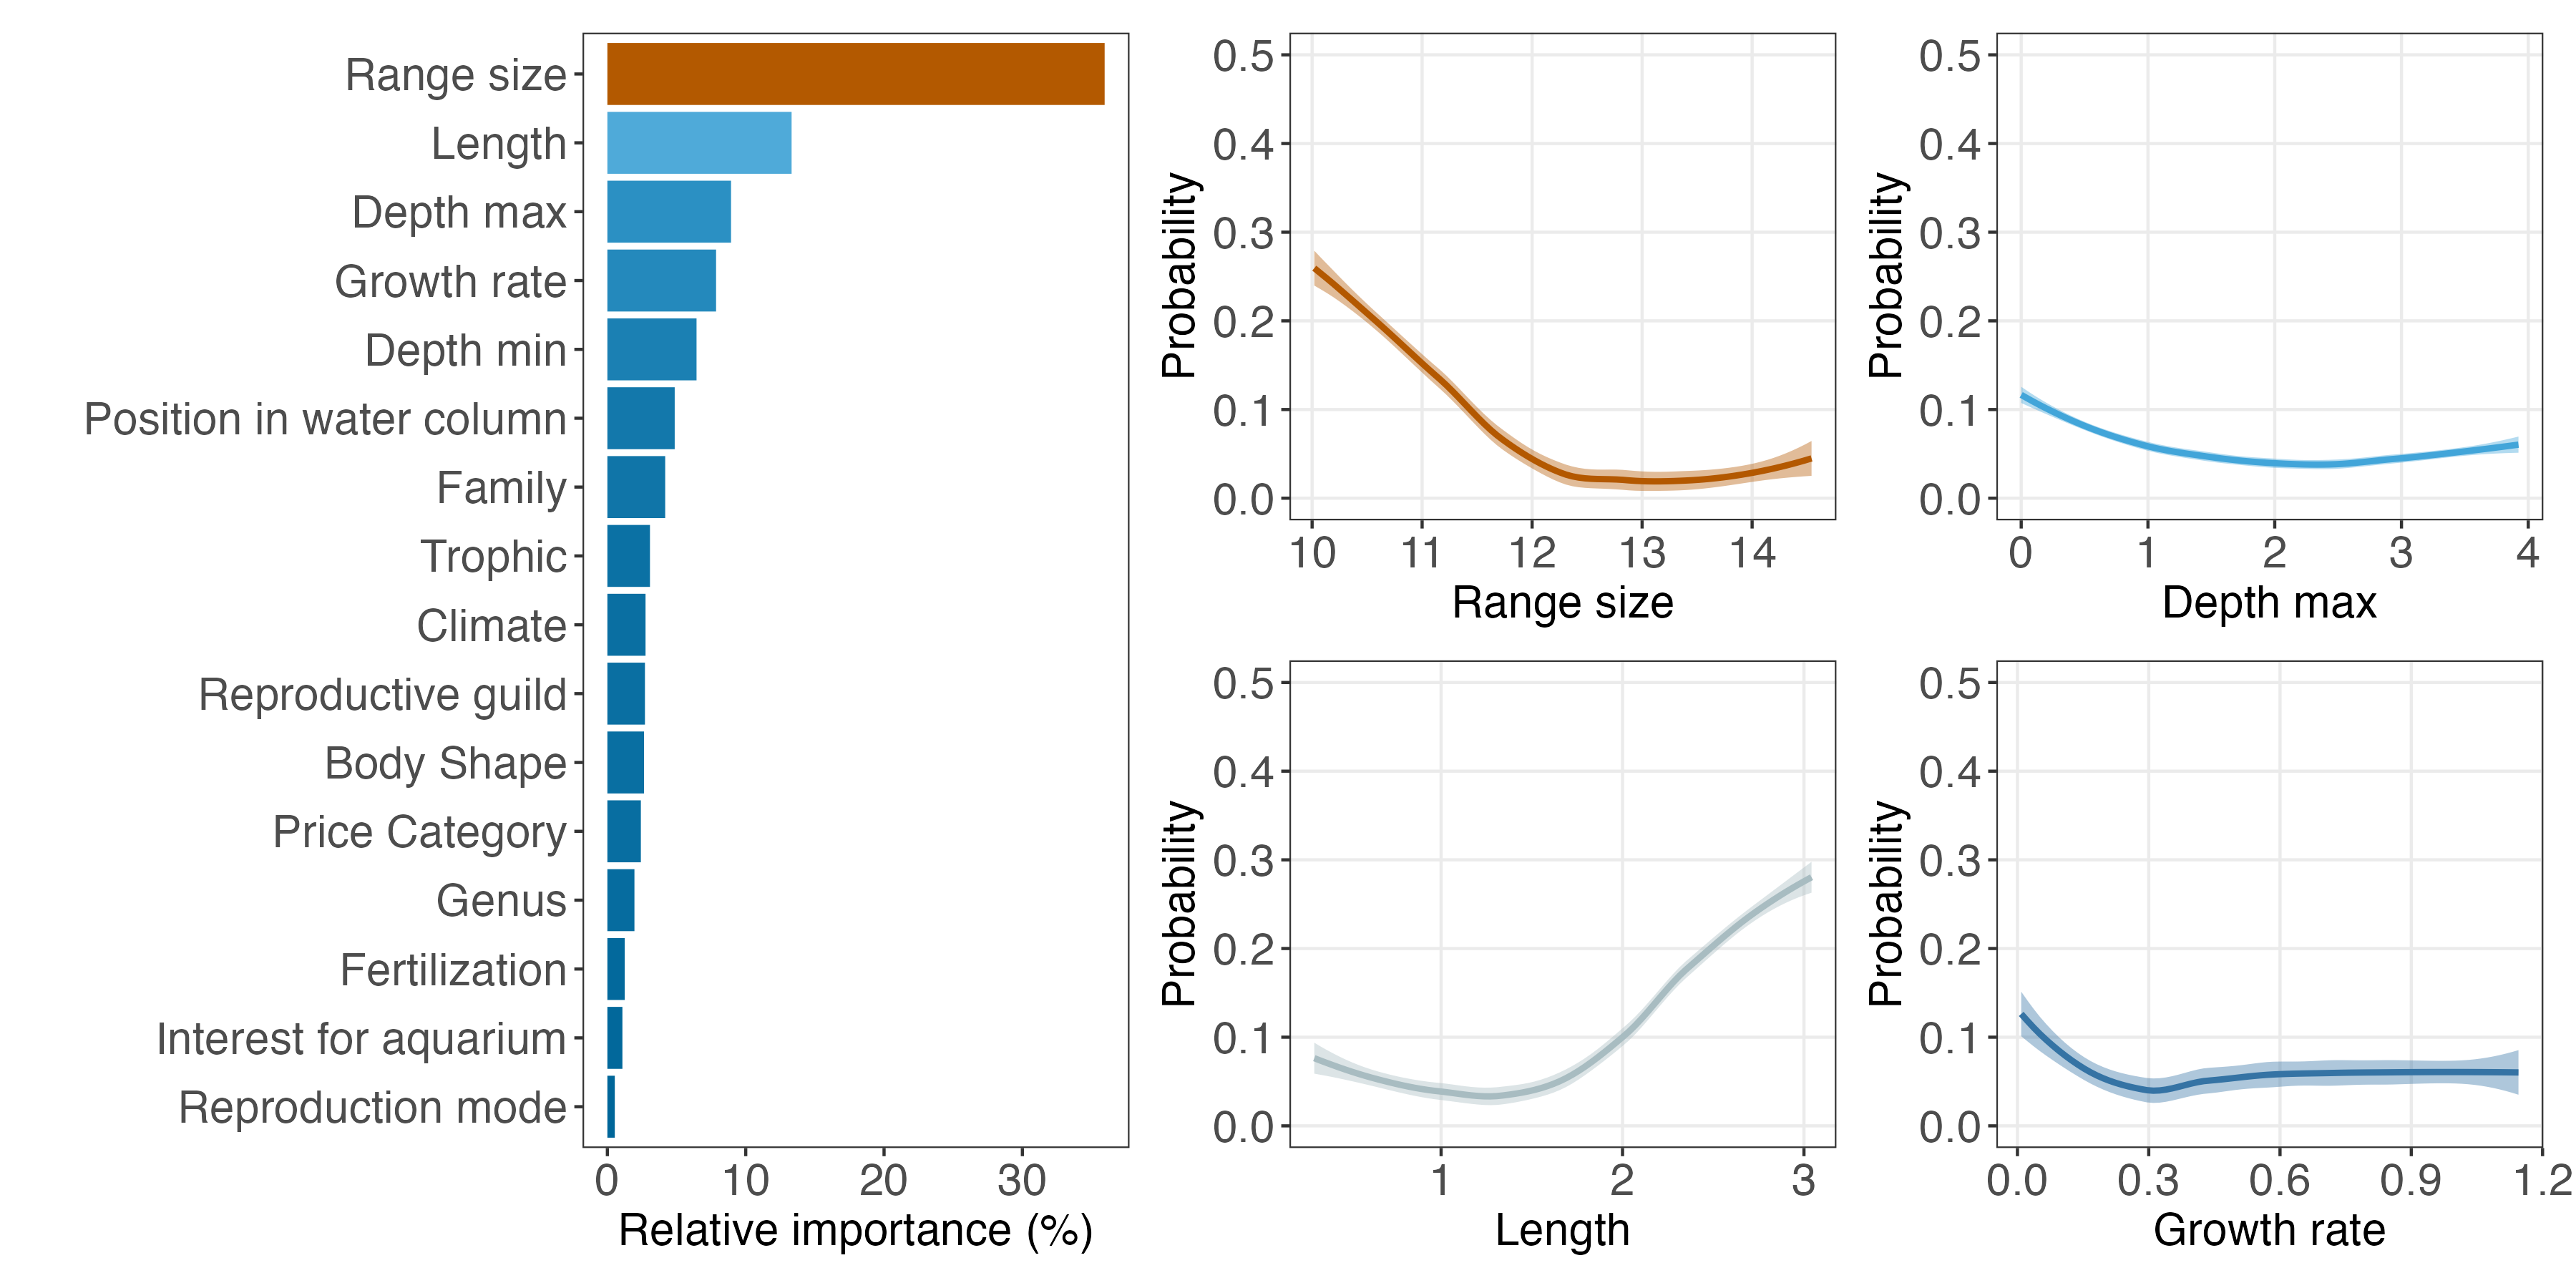 Range size
Length
Depth max
Growth rate
Depth min
Position in water column
Family
Trophic
Climate
Reproductive guild
Body Shape
Price Category
Genus
Fertilization
Interest for aquarium
Reproduction mode
0 10 20 30
Relative importance (%)
0.5
0.4
0.3
0.2
0.1
0.0
Probability
10 11 12 13 14
Range size
0.5
0.4
0.3
0.2
0.1
0.0
Probability
0 1 2 3 4
Depth max
0.5
0.4
0.3
0.2
0.1
0.0
Probability
1 2 3
Length
0.5
0.4
0.3
0.2
0.1
0.0
Probability
0.0 0.3 0.6 0.9 1.2
Growth rate